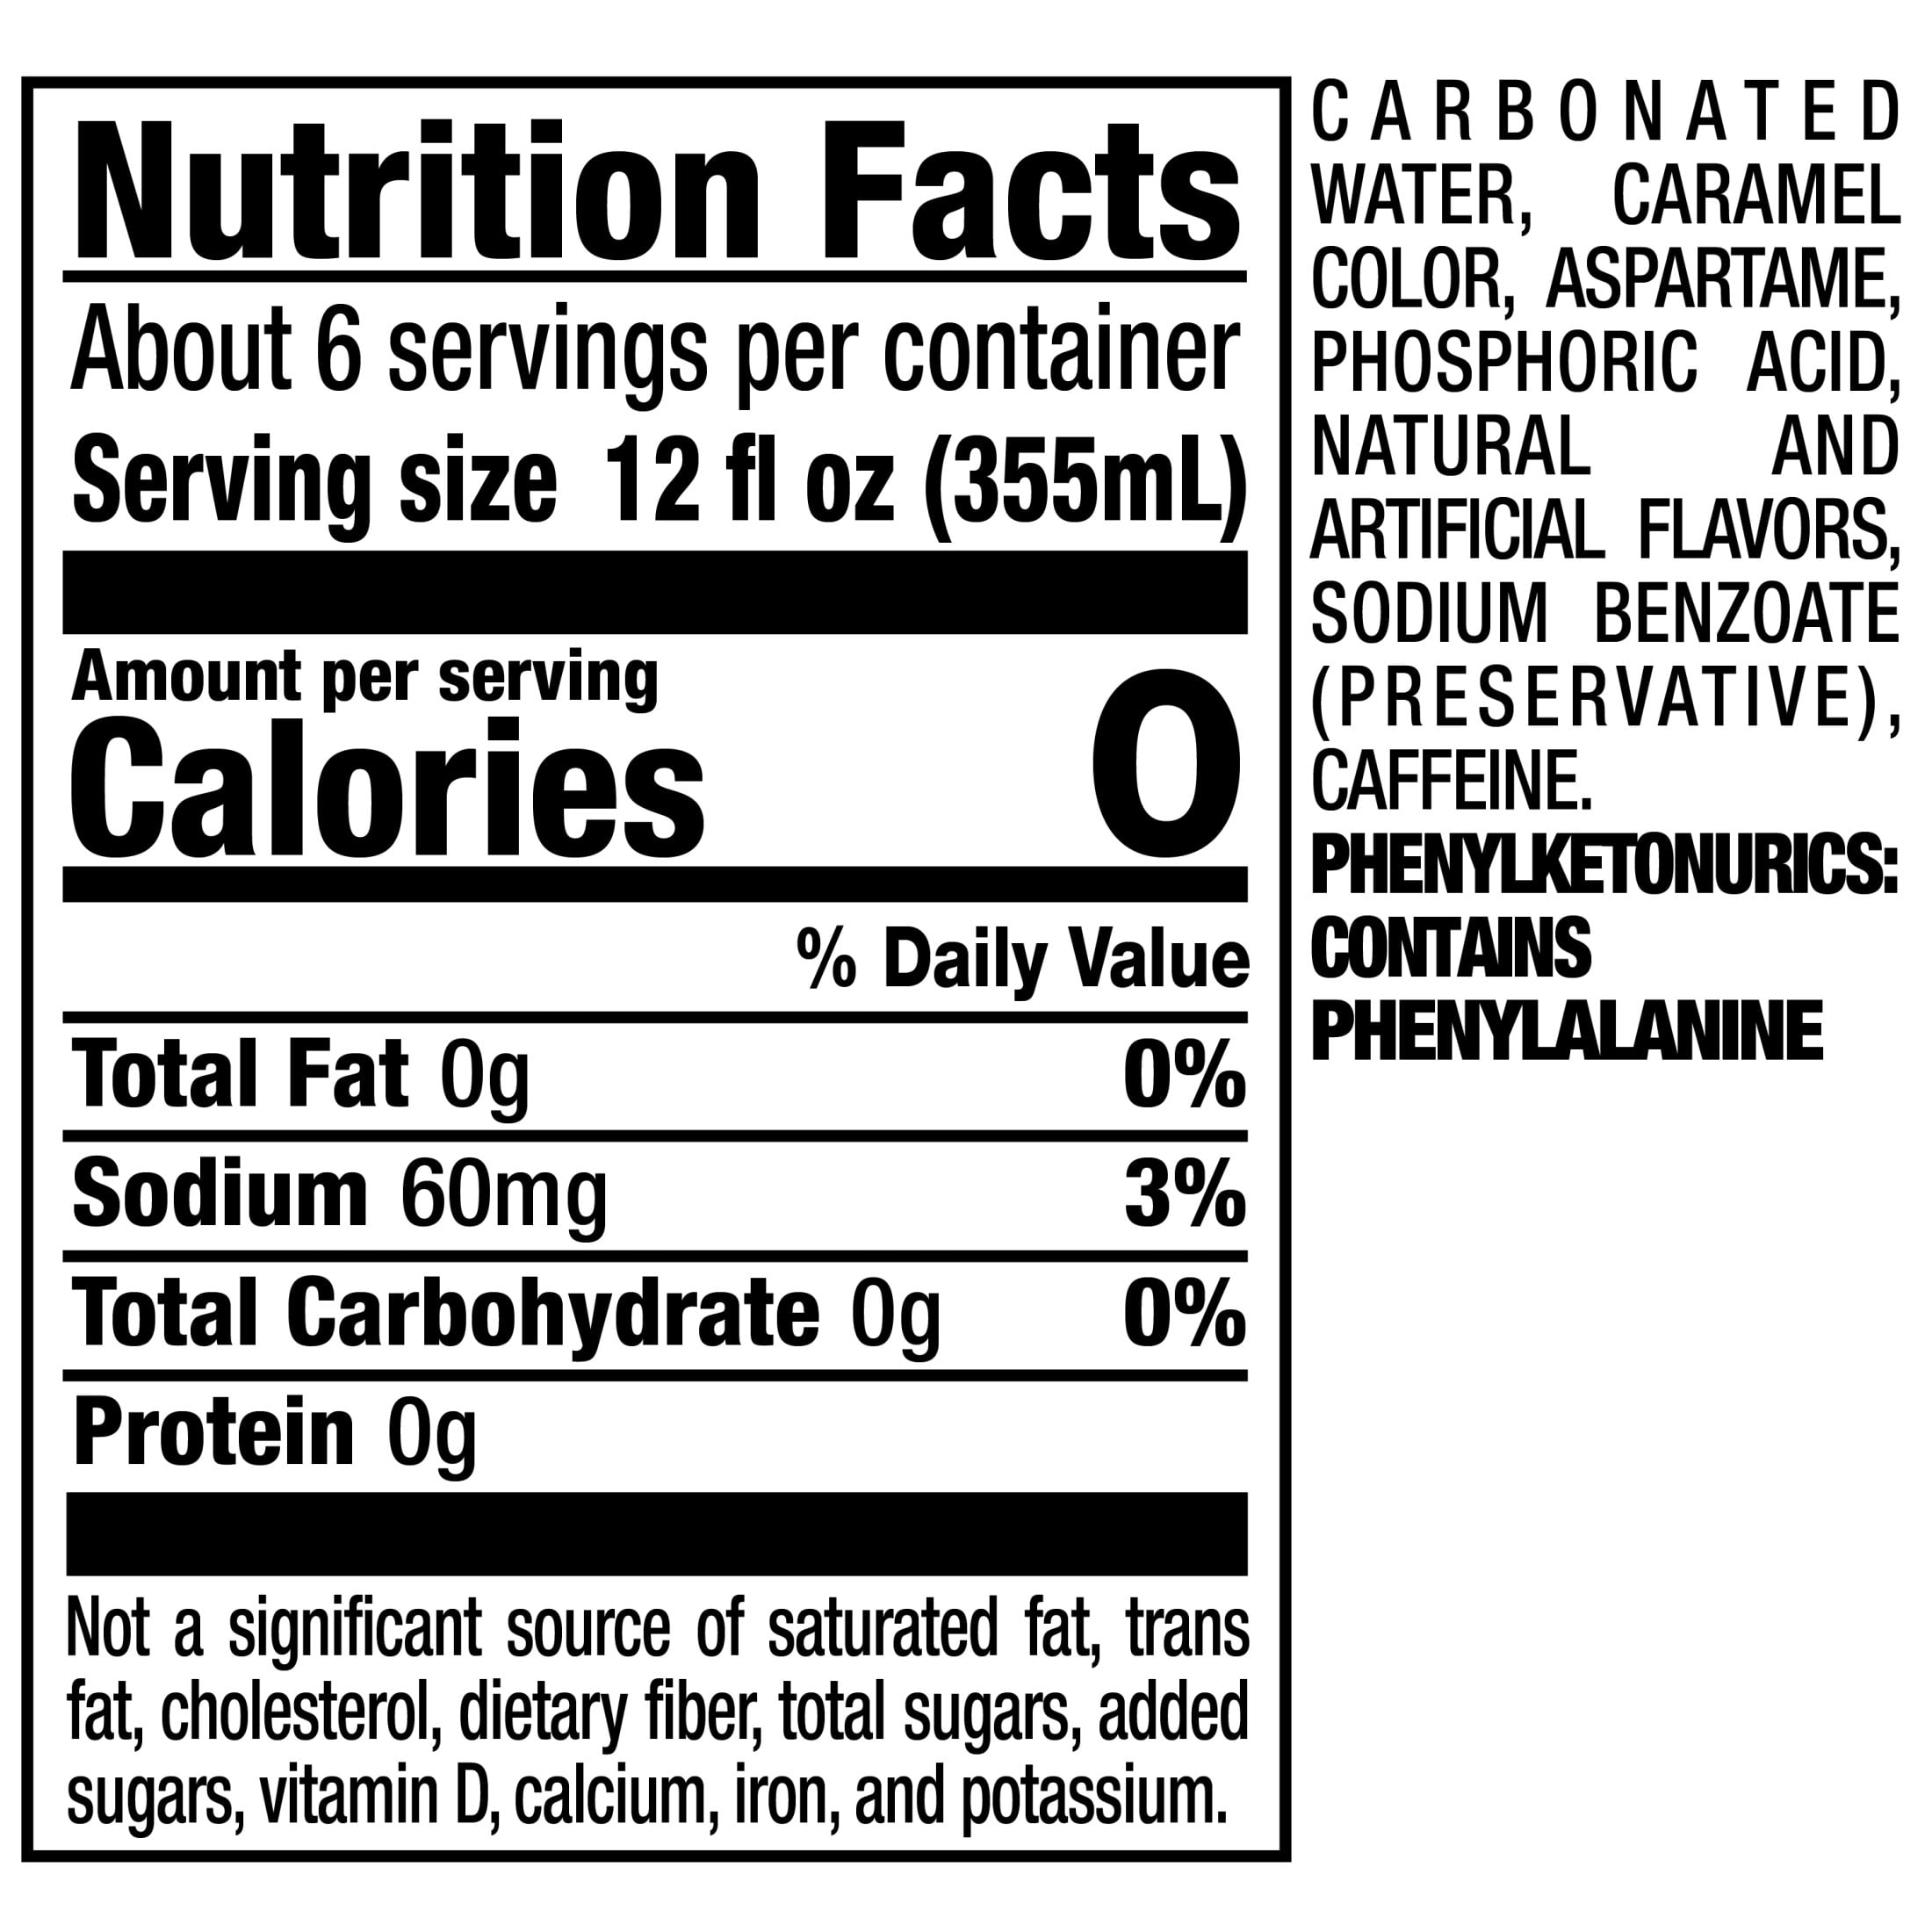 Nutrition Facts
About 6 servings per container
Serving size 12 fl oz (355mL)
Amount per serving
Calories 0
% Daily Value
Total Fat 0g 0%
Sodium 60mg 3%
Total Carbohydrate 0g 0%
Protein 0g
Not a significant source of saturated fat, trans
fat, cholesterol, dietary fiber, total sugars, added
sugars, vitamin D, calcium, iron, and potassium.
CARBONATED
WATER, CARAMEL
COLOR, ASPARTAME,
PHOSPHORIC ACID,
NATURAL AND
ARTIFICIAL FLAVORS,
SODIUM BENZOATE
(PRESERVATIVE),
CAFFEINE.
PHENYLKETONURICS:
CONTAINS
PHENYLALANINE